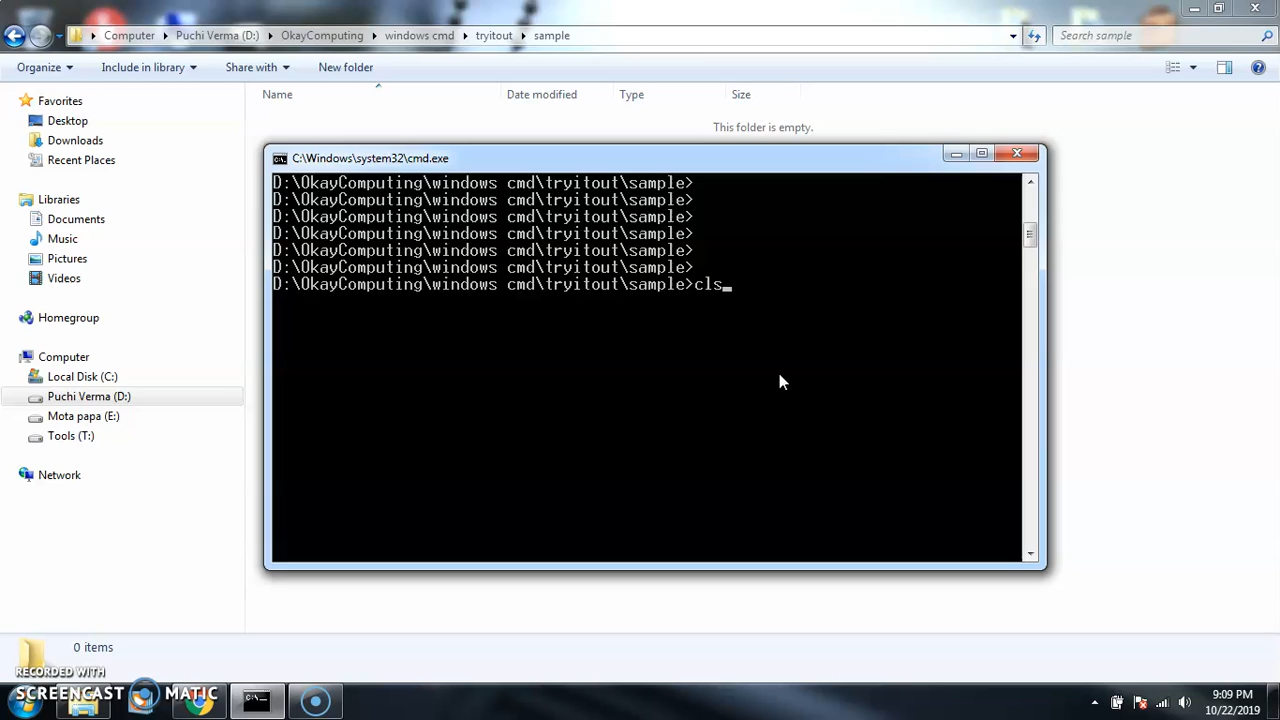 Computer Puchi Verma (D:) OkayComputing windows cmd tryitout sample Search sample
Organize Include in library Share with New folder
Name Date modified Type Size
This folder is empty.
Favorites
Desktop
Downloads
Recent Places
Libraries
Documents
Music
Pictures
Videos
Homegroup
Computer
Local Disk (C:)
Puchi Verma (D:)
Mota papa (E:)
Tools (T:)
Network
C:\Windows\system32\cmd.exe
D:\OkayComputing\windows cmd\tryitout\sample>
D:\OkayComputing\windows cmd\tryitout\sample>
D:\OkayComputing\windows cmd\tryitout\sample>
D:\OkayComputing\windows cmd\tryitout\sample>
D:\OkayComputing\windows cmd\tryitout\sample>
D:\OkayComputing\windows cmd\tryitout\sample>
D:\OkayComputing\windows cmd\tryitout\sample>cls
0 items
RECORDED WITH
SCREENCAST MATIC
9:09 PM
10/22/2019